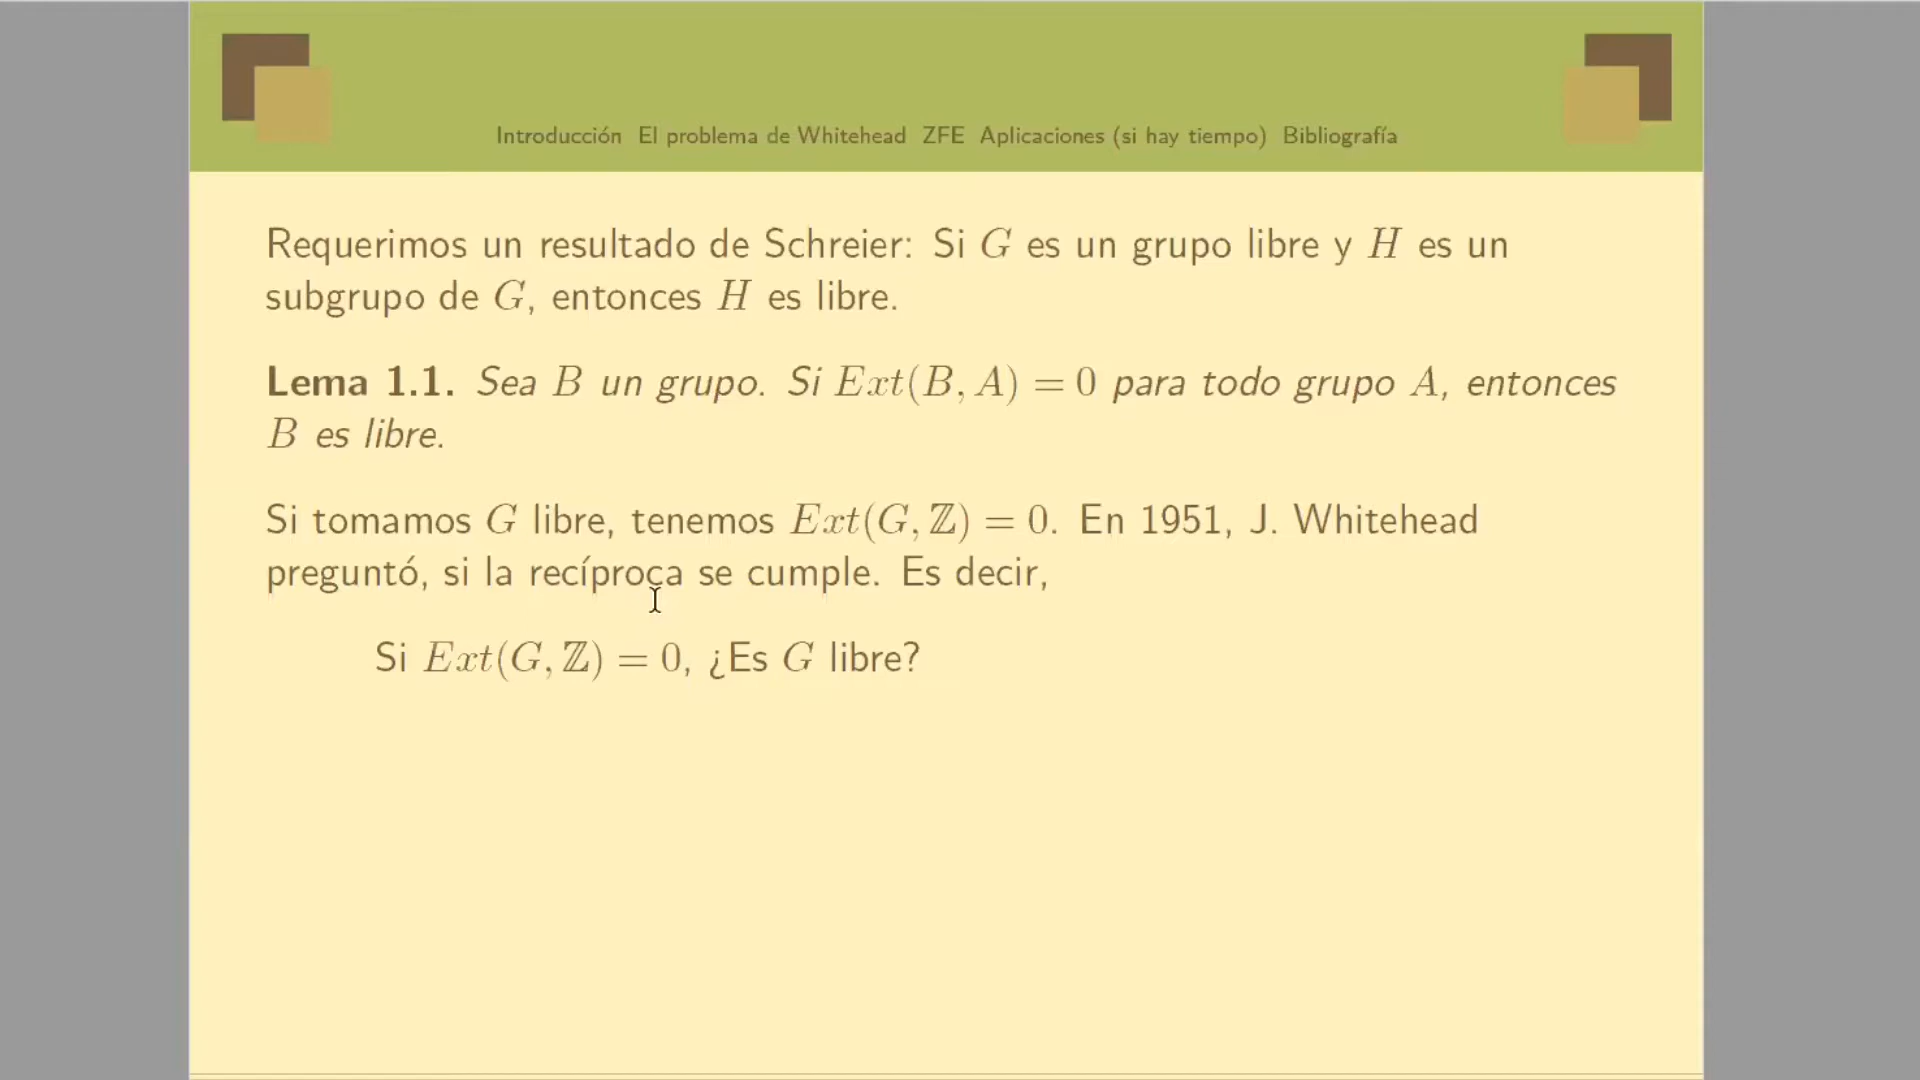 Introducción El problema de Whitehead ZFE Aplicaciones (si hay tiempo) Bibliografía
Requerimos un resultado de Schreier: Si G es un grupo libre y H es un
subgrupo de G, entonces H es libre.
Lema 1.1. Sea B un grupo. Si Ext(B, A) = 0 para todo grupo A, entonces
B es libre.
Si tomamos G libre, tenemos Ext(G, ℤ) = 0. En 1951, J. Whitehead
preguntó, si la recíproca se cumple. Es decir,
Si Ext(G, ℤ) = 0, ¿Es G libre?